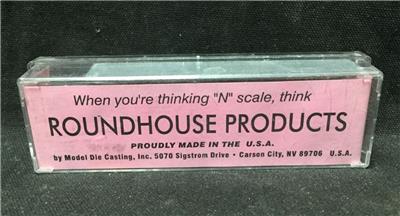 When you're thinking "N" scale, think
ROUNDHOUSE PRODUCTS
PROUDLY MADE IN THE U.S.A.
by Model Die Casting, Inc. 5070 Sigstrom Drive • Carson City, NV 89706 U.S.A.